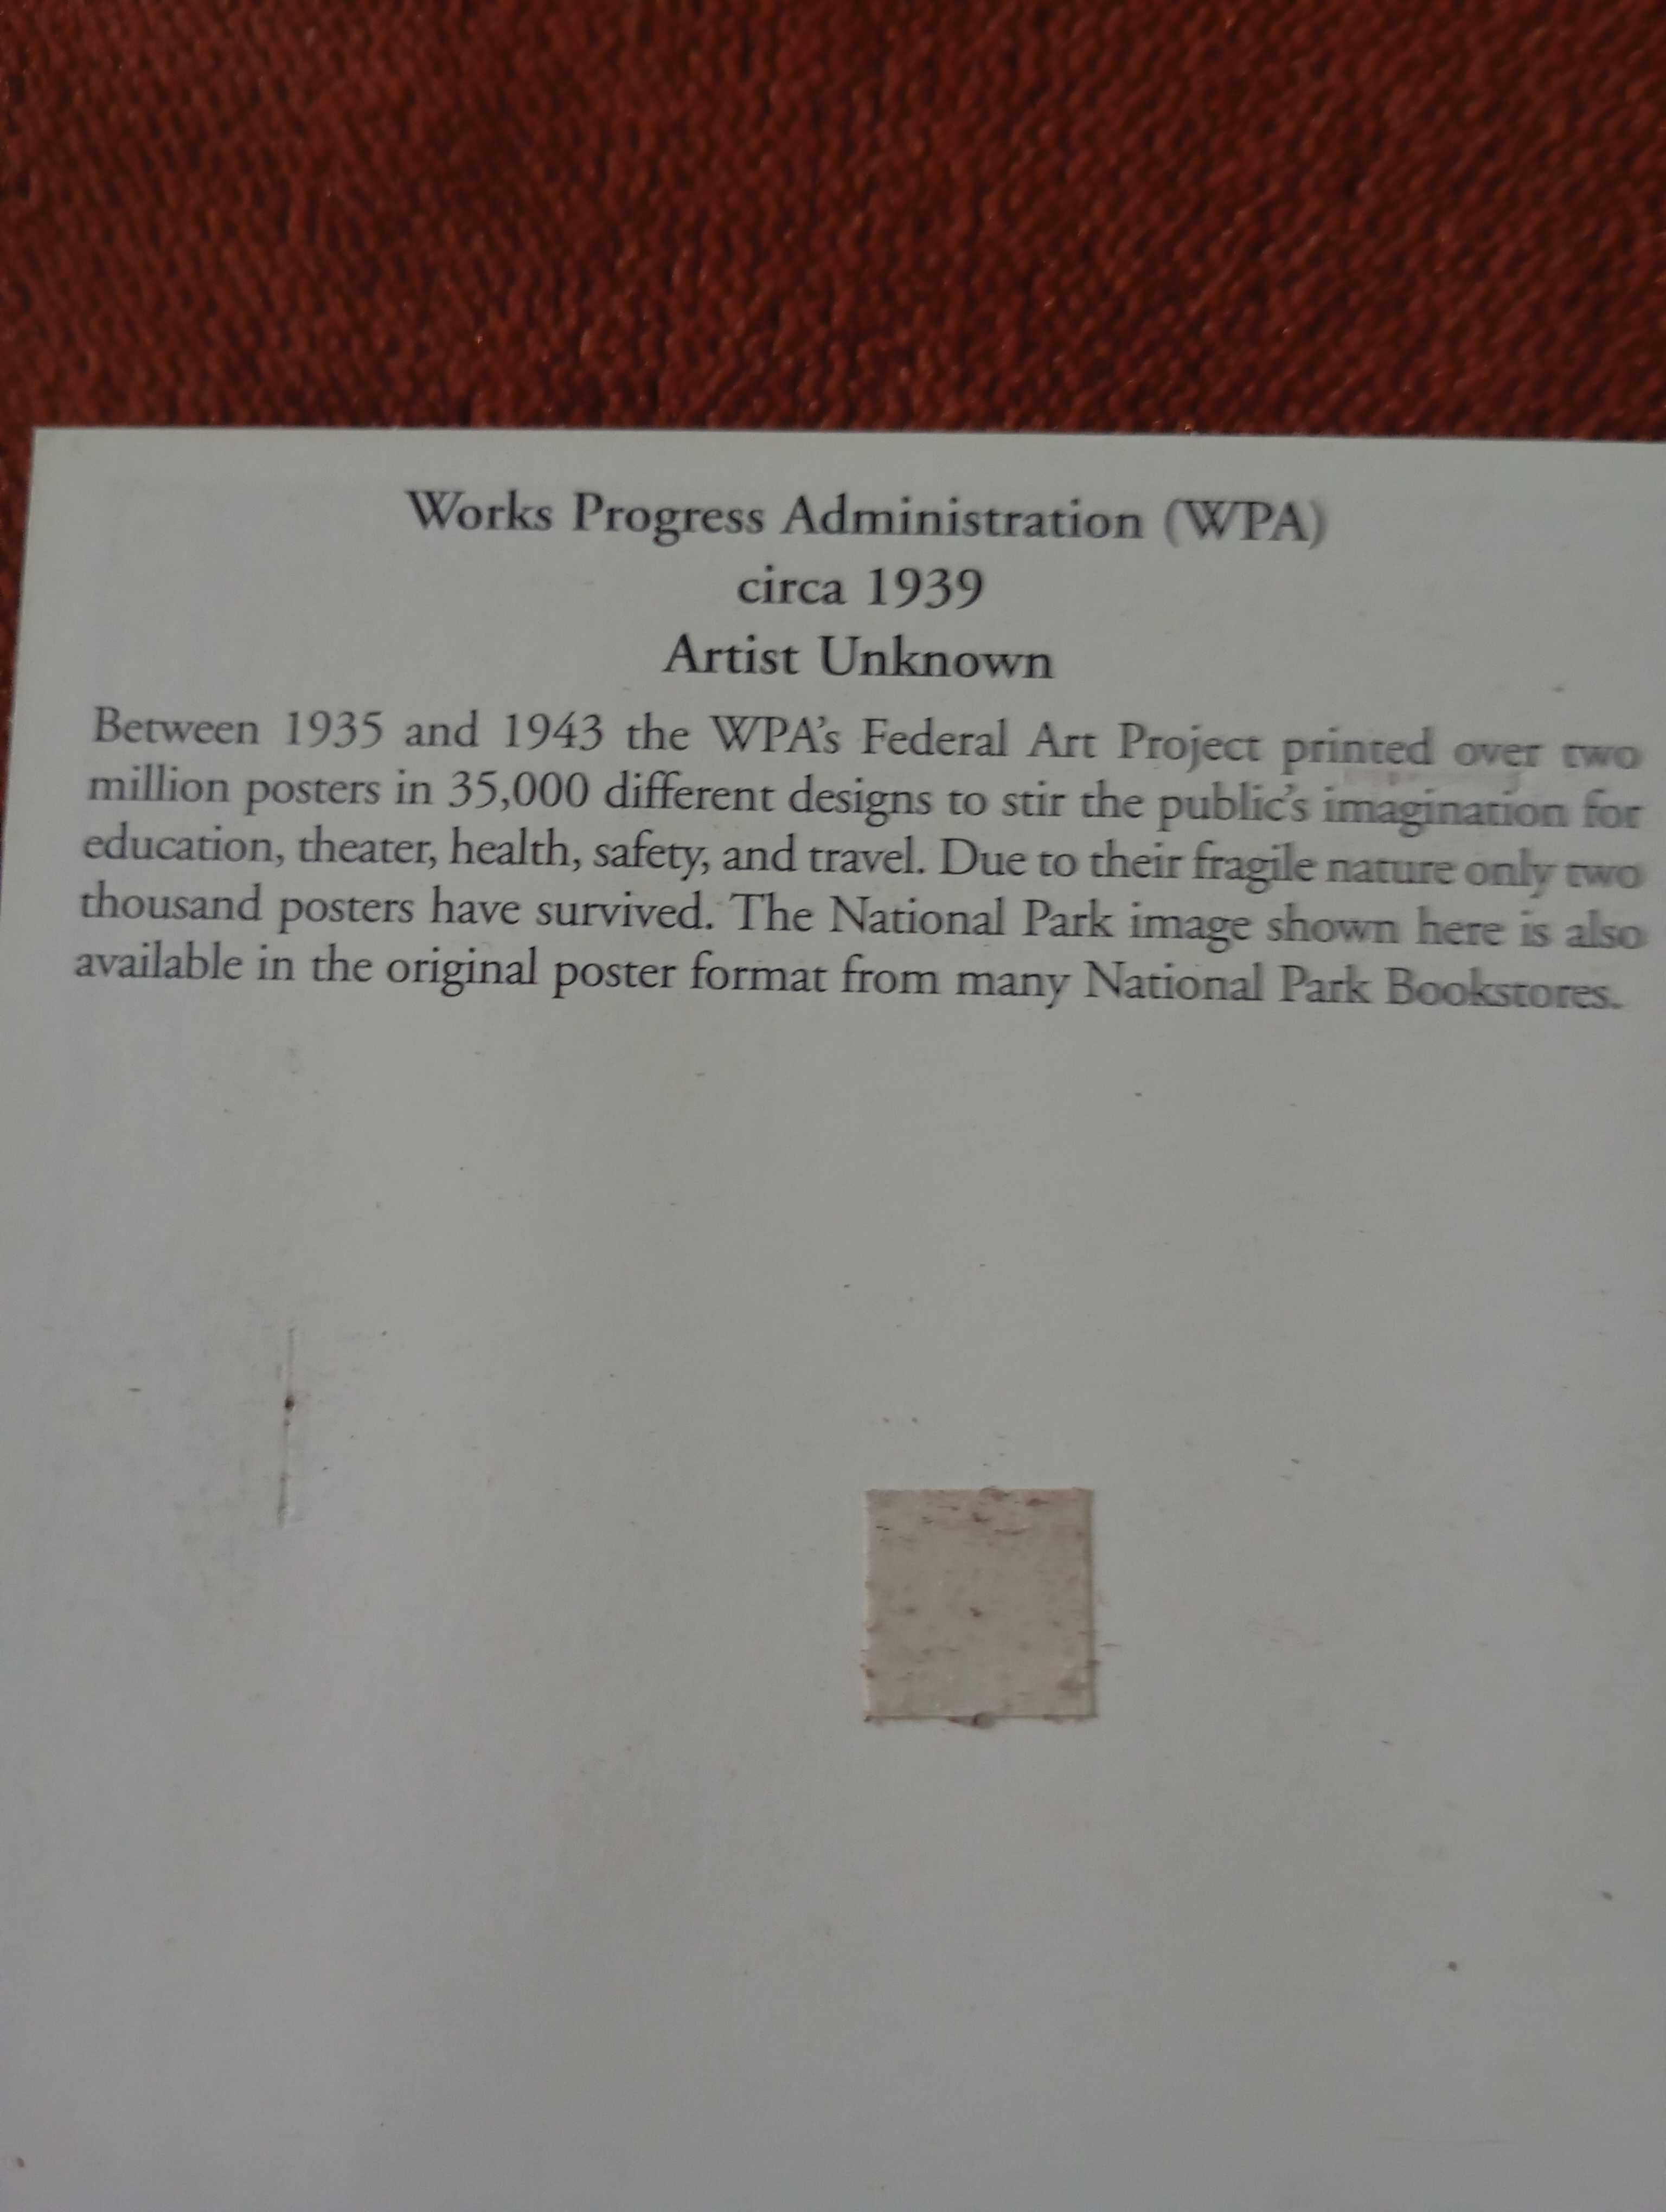 Works Progress Administration (WPA)
circa 1939
Artist Unknown
Between 1935 and 1943 the WPA's Federal Art Project printed over two
million posters in 35,000 different designs to stir the public's imagination for
education, theater, health, safety, and travel. Due to their fragile nature only two
thousand posters have survived. The National Park image shown here is also
available in the original poster format from many National Park Bookstores.